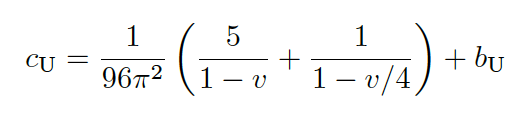 c_U = \frac{1}{96\pi^2} \left( \frac{5}{1-v} + \frac{1}{1-v/4} \right) + b_U